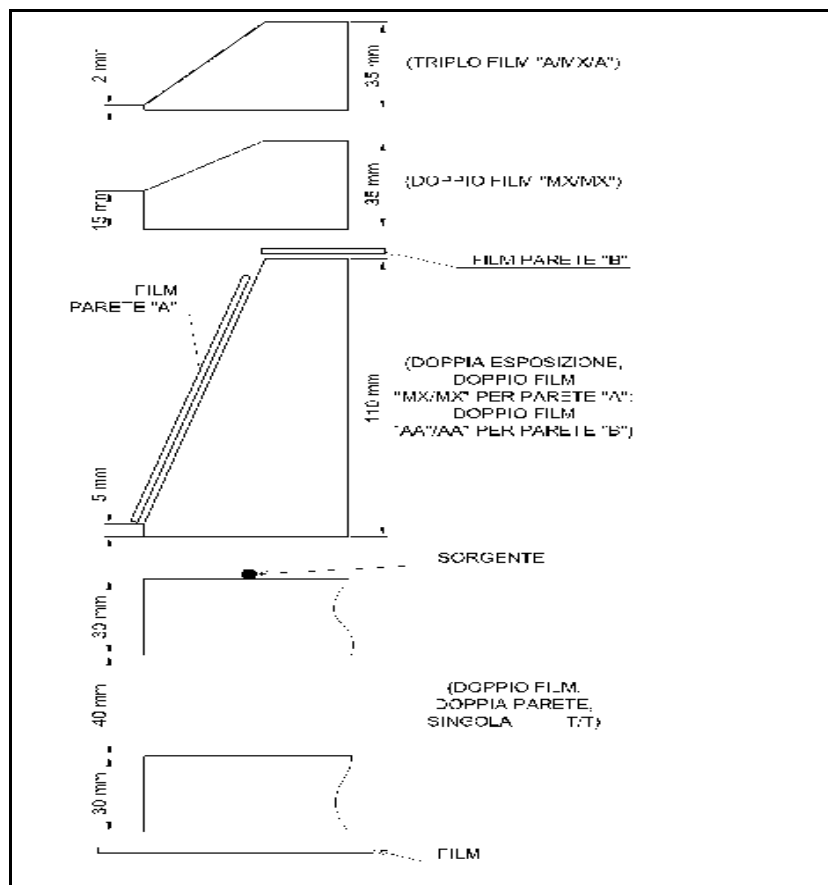 2 mm
35 mm
(TRIPLO FILM "A/MX/A")
15 mm
35 mm
(DOPPIO FILM "MX/MX")
FILM PARETE "B"
FILM
PARETE "A"
(DOPPIA ESPOSIZIONE,
DOPPIO FILM
"MX/MX" PER PARETE "A":
DOPPIO FILM
"AA"/AA" PER PARETE "B")
110 mm
5 mm
SORGENTE
40 mm
(DOPPIO FILM.
DOPPIA PARETE,
SINGOLA T/T)
30 mm
FILM